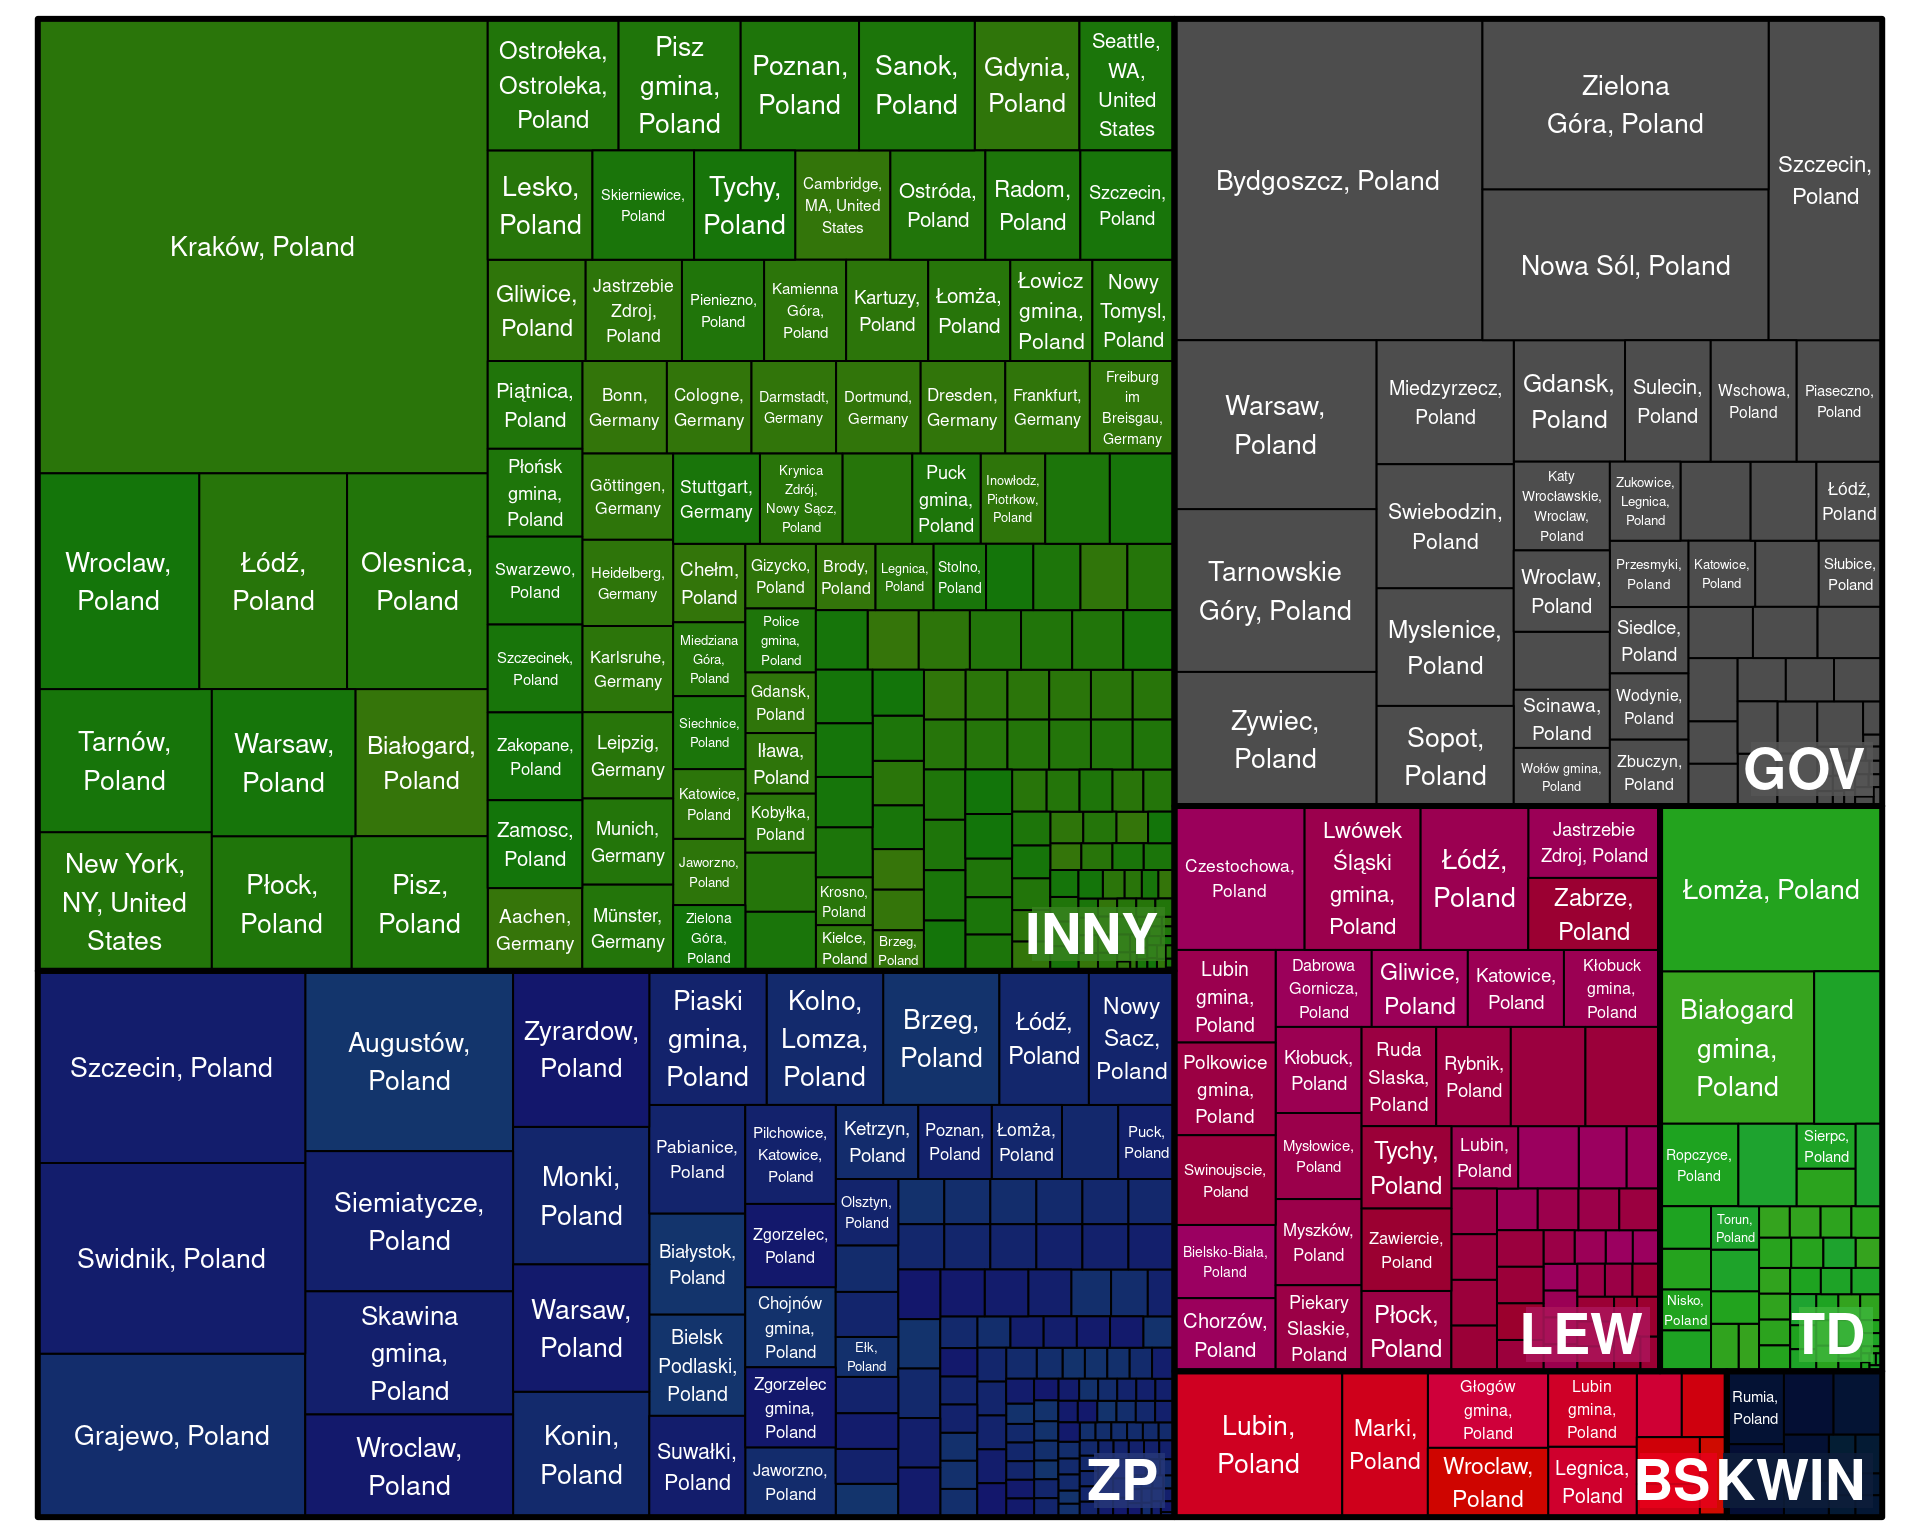 Kraków, Poland
Wroclaw,
Poland
Łódź,
Poland
Olesnica,
Poland
Tarnów,
Poland
Warsaw,
Poland
Białogard,
Poland
New York,
NY, United
States
Płock,
Poland
Pisz,
Poland
Ostrołeka,
Ostroleka,
Poland
Pisz
gmina,
Poland
Poznan,
Poland
Sanok,
Poland
Gdynia,
Poland
Seattle,
WA,
United
States
Lesko,
Poland
Skierniewice,
Poland
Tychy,
Poland
Cambridge,
MA, United
States
Ostróda,
Poland
Radom,
Poland
Szczecin,
Poland
Gliwice,
Poland
Jastrzebie
Zdroj,
Poland
Pieniezno,
Poland
Kamienna
Góra,
Poland
Kartuzy,
Poland
Łomża,
Poland
Łowicz
gmina,
Poland
Nowy
Tomysl,
Poland
Piątnica,
Poland
Bonn,
Germany
Cologne,
Germany
Darmstadt,
Germany
Dortmund,
Germany
Dresden,
Germany
Frankfurt,
Germany
Freiburg
im
Breisgau,
Germany
Płońsk
gmina,
Poland
Göttingen,
Germany
Stuttgart,
Germany
Krynica
Zdrój,
Nowy Sącz,
Poland
Puck
gmina,
Poland
Inowłodz,
Piotrkow,
Poland
Swarzewo,
Poland
Heidelberg,
Germany
Chełm,
Poland
Gizycko,
Poland
Brody,
Poland
Legnica,
Poland
Stolno,
Poland
Szczecinek,
Poland
Karlsruhe,
Germany
Miedziana
Góra,
Poland
Police
gmina,
Poland
Gdansk,
Poland
Zakopane,
Poland
Leipzig,
Germany
Siechnice,
Poland
Iława,
Poland
Zamosc,
Poland
Munich,
Germany
Katowice,
Poland
Kobyłka,
Poland
Jaworzno,
Poland
Aachen,
Germany
Münster,
Germany
Zielona
Góra,
Poland
Krosno,
Poland
Kielce,
Poland
Brzeg,
Poland
INNY
Bydgoszcz, Poland
Zielona
Góra, Poland
Nowa Sól, Poland
Szczecin,
Poland
Warsaw,
Poland
Tarnowskie
Góry, Poland
Zywiec,
Poland
Miedzyrzecz,
Poland
Swiebodzin,
Poland
Myslenice,
Poland
Sopot,
Poland
Gdansk,
Poland
Sulecin,
Poland
Wschowa,
Poland
Piaseczno,
Poland
Katy
Wrocławskie,
Wroclaw,
Poland
Zukowice,
Legnica,
Poland
Łódź,
Poland
Wroclaw,
Poland
Przesmyki,
Poland
Katowice,
Poland
Słubice,
Poland
Siedlce,
Poland
Scinawa,
Poland
Wodynie,
Poland
Wołów gmina,
Poland
Zbuczyn,
Poland
GOV
Szczecin, Poland
Swidnik, Poland
Grajewo, Poland
Augustów,
Poland
Siemiatycze,
Poland
Skawina
gmina,
Poland
Wroclaw,
Poland
Zyrardow,
Poland
Monki,
Poland
Warsaw,
Poland
Konin,
Poland
Piaski
gmina,
Poland
Kolno,
Lomza,
Poland
Brzeg,
Poland
Łódź,
Poland
Nowy
Sacz,
Poland
Pabianice,
Poland
Pilchowice,
Katowice,
Poland
Ketrzyn,
Poland
Poznan,
Poland
Łomża,
Poland
Puck,
Poland
Białystok,
Poland
Zgorzelec,
Poland
Olsztyn,
Poland
Bielsk
Podlaski,
Poland
Chojnów
gmina,
Poland
Ełk,
Poland
Zgorzelec
gmina,
Poland
Suwałki,
Poland
Jaworzno,
Poland
ZP
Czestochowa,
Poland
Lwówek
Śląski
gmina,
Poland
Łódź,
Poland
Jastrzebie
Zdroj, Poland
Zabrze,
Poland
Lubin
gmina,
Poland
Dabrowa
Gornicza,
Poland
Gliwice,
Poland
Katowice,
Poland
Kłobuck
gmina,
Poland
Polkowice
gmina,
Poland
Kłobuck,
Poland
Ruda
Slaska,
Poland
Rybnik,
Poland
Swinoujscie,
Poland
Mysłowice,
Poland
Tychy,
Poland
Lubin,
Poland
Bielsko-Biała,
Poland
Myszków,
Poland
Zawiercie,
Poland
Chorzów,
Poland
Piekary
Slaskie,
Poland
Płock,
Poland
LEW
Łomża, Poland
Białogard
gmina,
Poland
Ropczyce,
Poland
Sierpc,
Poland
Torun,
Poland
Nisko,
Poland
TD
Lubin,
Poland
Marki,
Poland
Głogów
gmina,
Poland
Wroclaw,
Poland
Lubin
gmina,
Poland
Legnica,
Poland
BS
Rumia,
Poland
KWIN